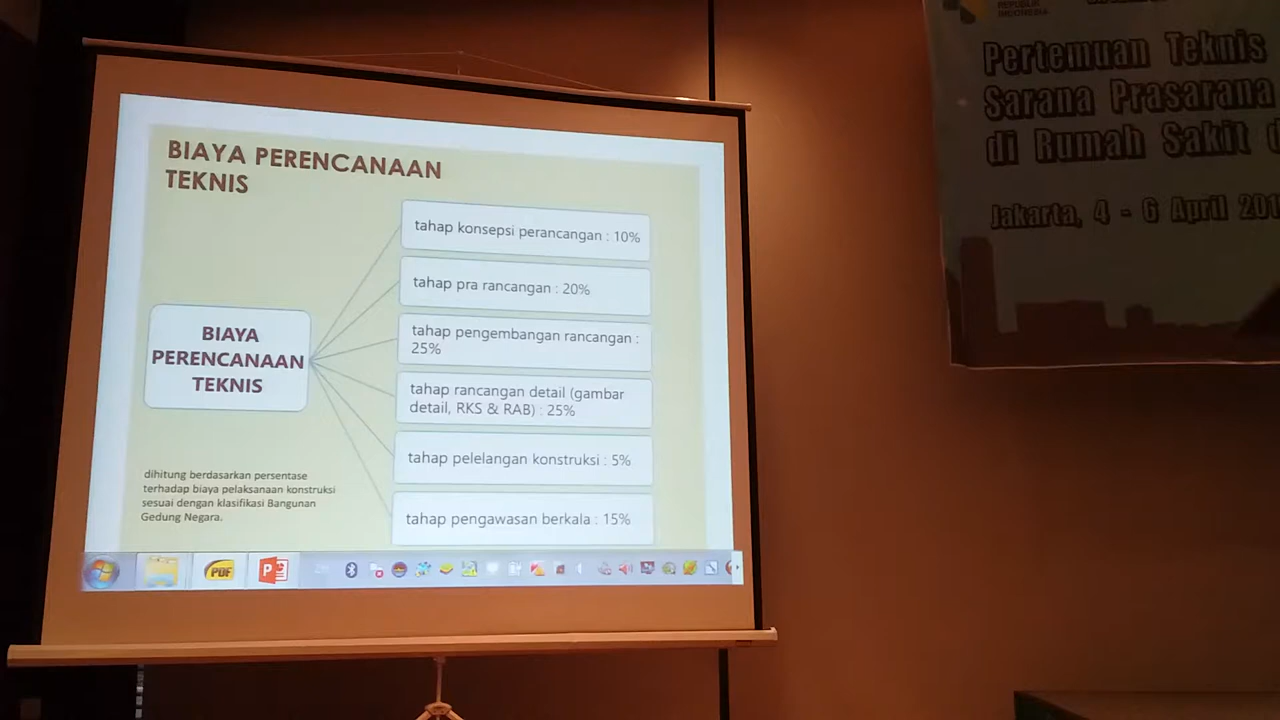 BIAYA PERENCANAAN
TEKNIS
BIAYA
PERENCANAAN
TEKNIS
tahap konsepsi perancangan : 10%
tahap pra rancangan : 20%
tahap pengembangan rancangan :
25%
tahap rancangan detail (gambar
detail, RKS & RAB) : 25%
tahap pelelangan konstruksi : 5%
tahap pengawasan berkala : 15%
dihitung berdasarkan persentase
terhadap biaya pelaksanaan konstruksi
sesuai dengan klasifikasi Bangunan
Gedung Negara.
PDF
REPUBLIK
INDONESIA
Pertemuan Teknis
Sarana Prasarana
di Rumah Sakit
Jakarta, 4 - 6 April 201